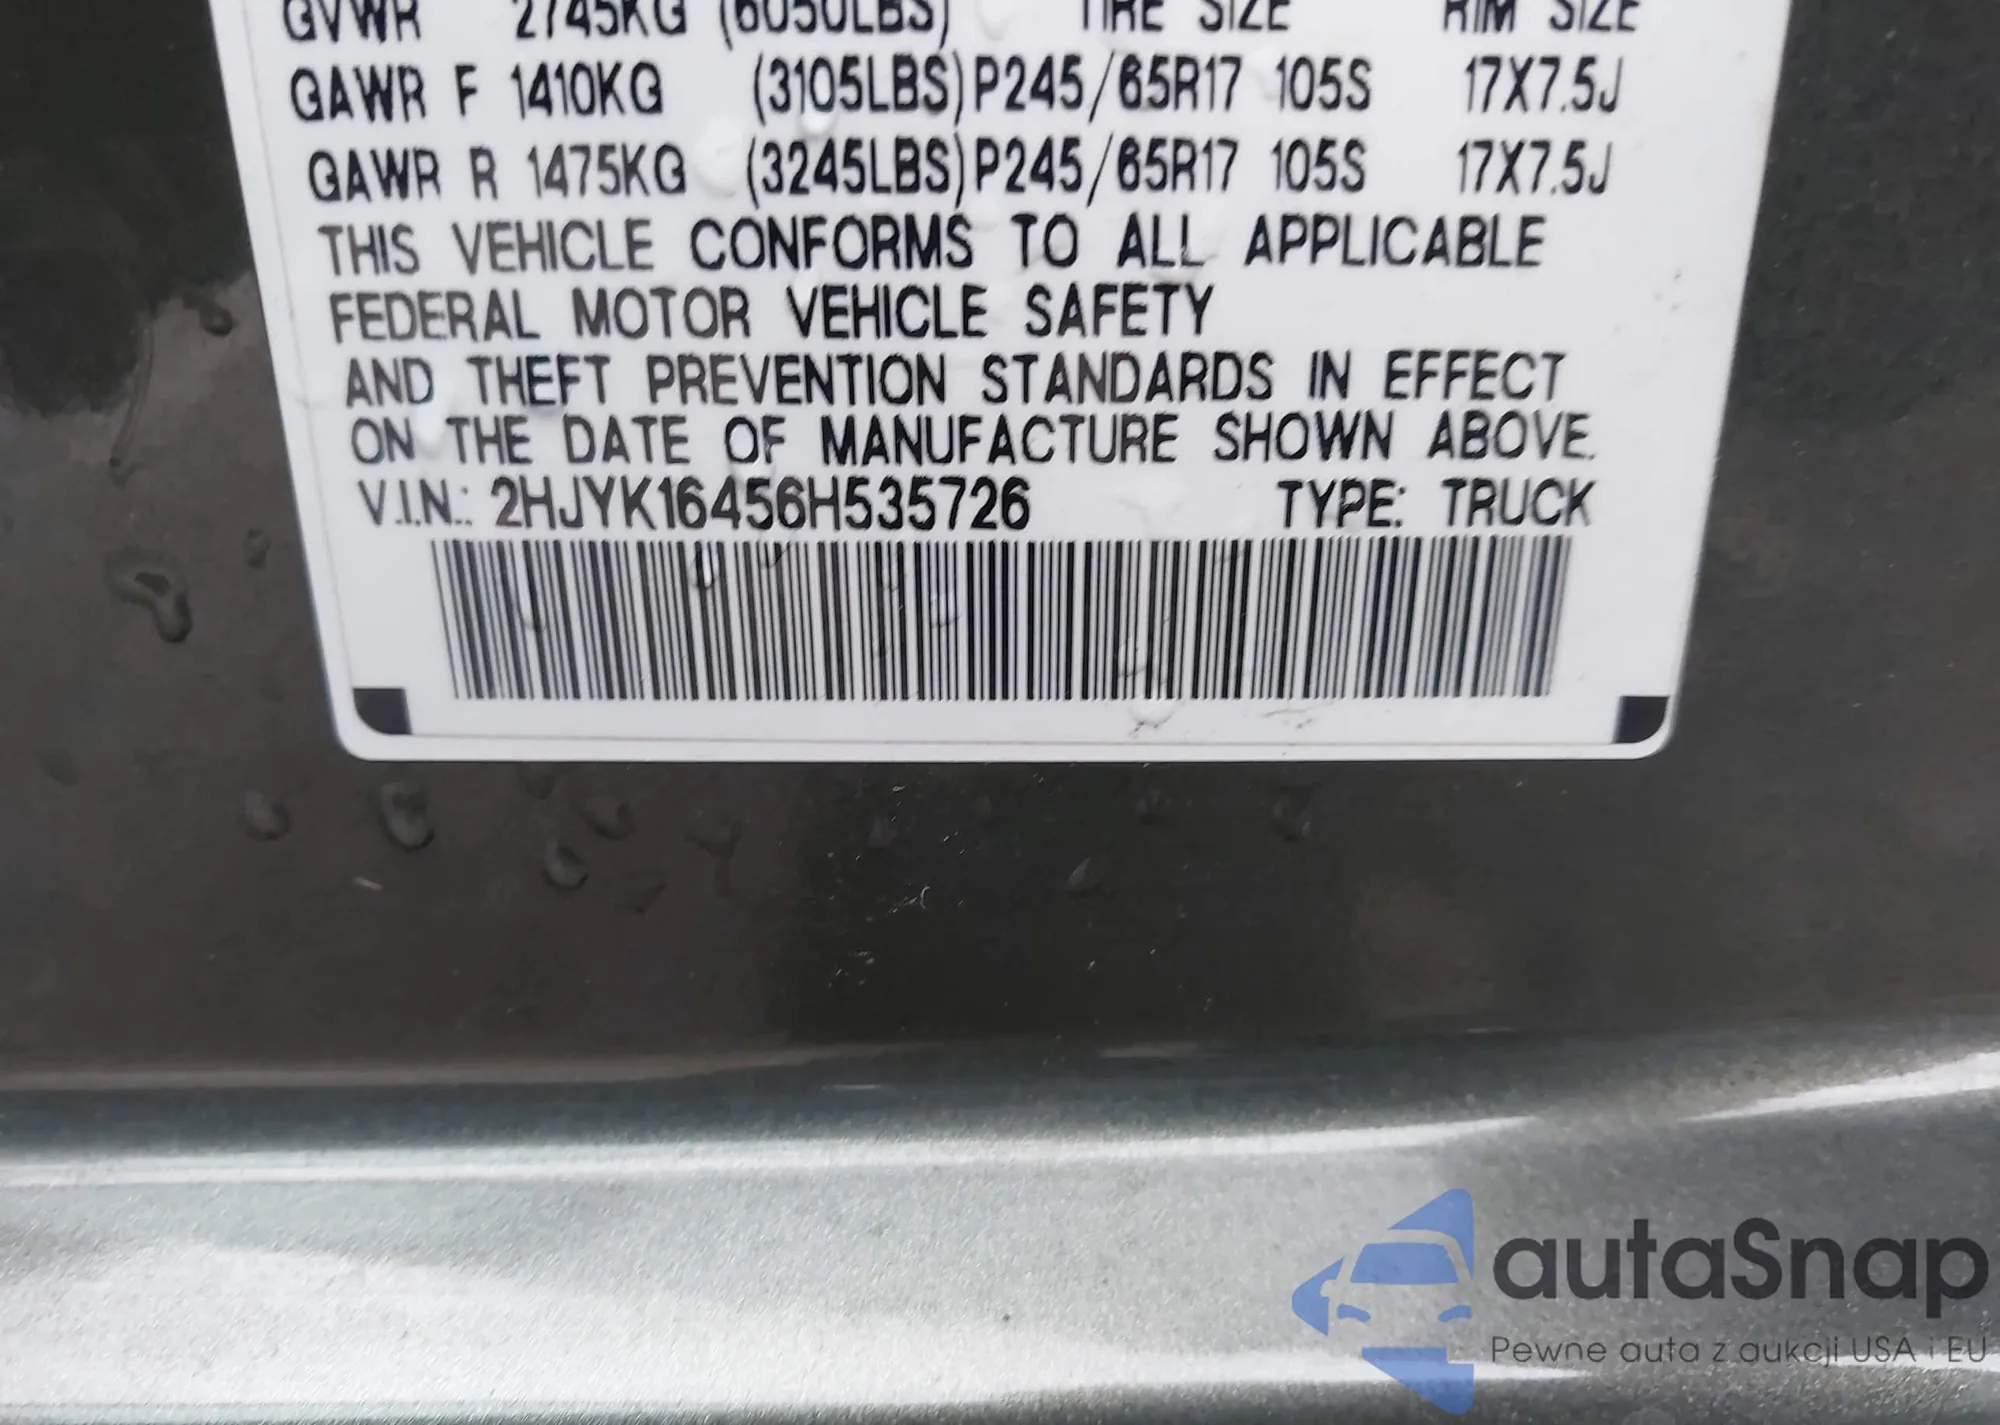 GVWR 2745KG (6050LBS) TIRE SIZE RIM SIZE
GAWR F 1410KG (3105LBS) P245/65R17 105S 17X7.5J
GAWR R 1475KG (3245LBS) P245/65R17 105S 17X7.5J
THIS VEHICLE CONFORMS TO ALL APPLICABLE
FEDERAL MOTOR VEHICLE SAFETY
AND THEFT PREVENTION STANDARDS IN EFFECT
ON THE DATE OF MANUFACTURE SHOWN ABOVE.
V.I.N.: 2HJYK16456H535726 TYPE: TRUCK
autaSnap
Pewne auta z aukcji USA i EU